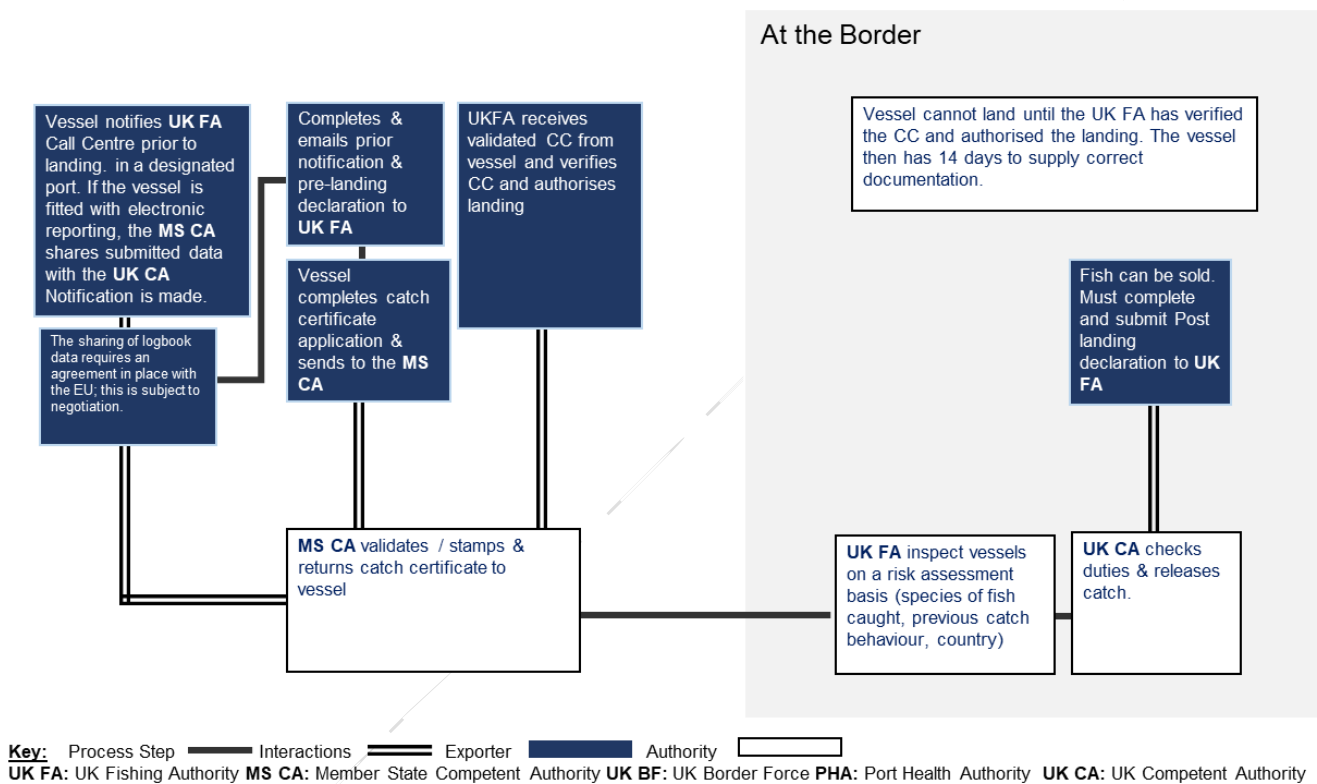 At the Border
Vessel notifies UK FA
Call Centre prior to
landing. in a designated
port. If the vessel is
fitted with electronic
reporting, the MS CA
shares submitted data
with the UK CA
Notification is made.
The sharing of logbook
data requires an
agreement in place with
the EU; this is subject to
negotiation.
Completes &
emails prior
notification &
pre-landing
declaration to
UK FA
Vessel
completes catch
certificate
application &
sends to the MS
CA
UKFA receives
validated CC from
vessel and verifies
CC and authorises
landing
MS CA validates / stamps &
returns catch certificate to
vessel
Vessel cannot land until the UK FA has verified
the CC and authorised the landing. The vessel
then has 14 days to supply correct
documentation.
UK FA inspect vessels
on a risk assessment
basis (species of fish
caught, previous catch
behaviour, country)
UK CA checks
duties & releases
catch.
Fish can be sold.
Must complete
and submit Post
landing
declaration to UK
FA
Key: Process Step Interactions Exporter Authority
UK FA: UK Fishing Authority MS CA: Member State Competent Authority UK BF: UK Border Force PHA: Port Health Authority UK CA: UK Competent Authority